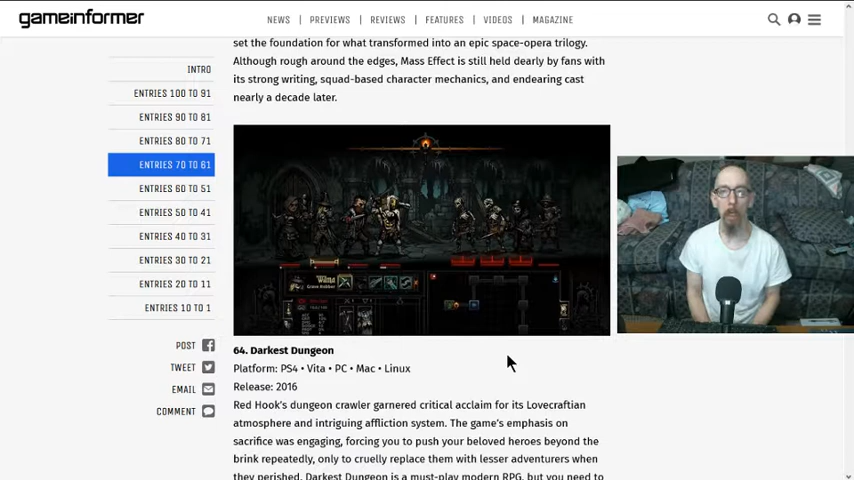 gameinformer
NEWS | PREVIEWS | REVIEWS | FEATURES | VIDEOS | MAGAZINE
INTRO
ENTRIES 100 TO 91
ENTRIES 90 TO 81
ENTRIES 80 TO 71
ENTRIES 70 TO 61
ENTRIES 60 TO 51
ENTRIES 50 TO 41
ENTRIES 40 TO 31
ENTRIES 30 TO 21
ENTRIES 20 TO 11
ENTRIES 10 TO 1
POST
TWEET
EMAIL
COMMENT
set the foundation for what transformed into an epic space-opera trilogy.
Although rough around the edges, Mass Effect is still held dearly by fans with
its strong writing, squad-based character mechanics, and endearing cast
nearly a decade later.
64. Darkest Dungeon
Platform: PS4 • Vita • PC • Mac • Linux
Release: 2016
Red Hook's dungeon crawler garnered critical acclaim for its Lovecraftian
atmosphere and intriguing affliction system. The game's emphasis on
sacrifice was engaging, forcing you to push your beloved heroes beyond the
brink repeatedly, only to cruelly replace them with lesser adventurers when
they perished. Darkest Dungeon is a must-play modern RPG, but you need to